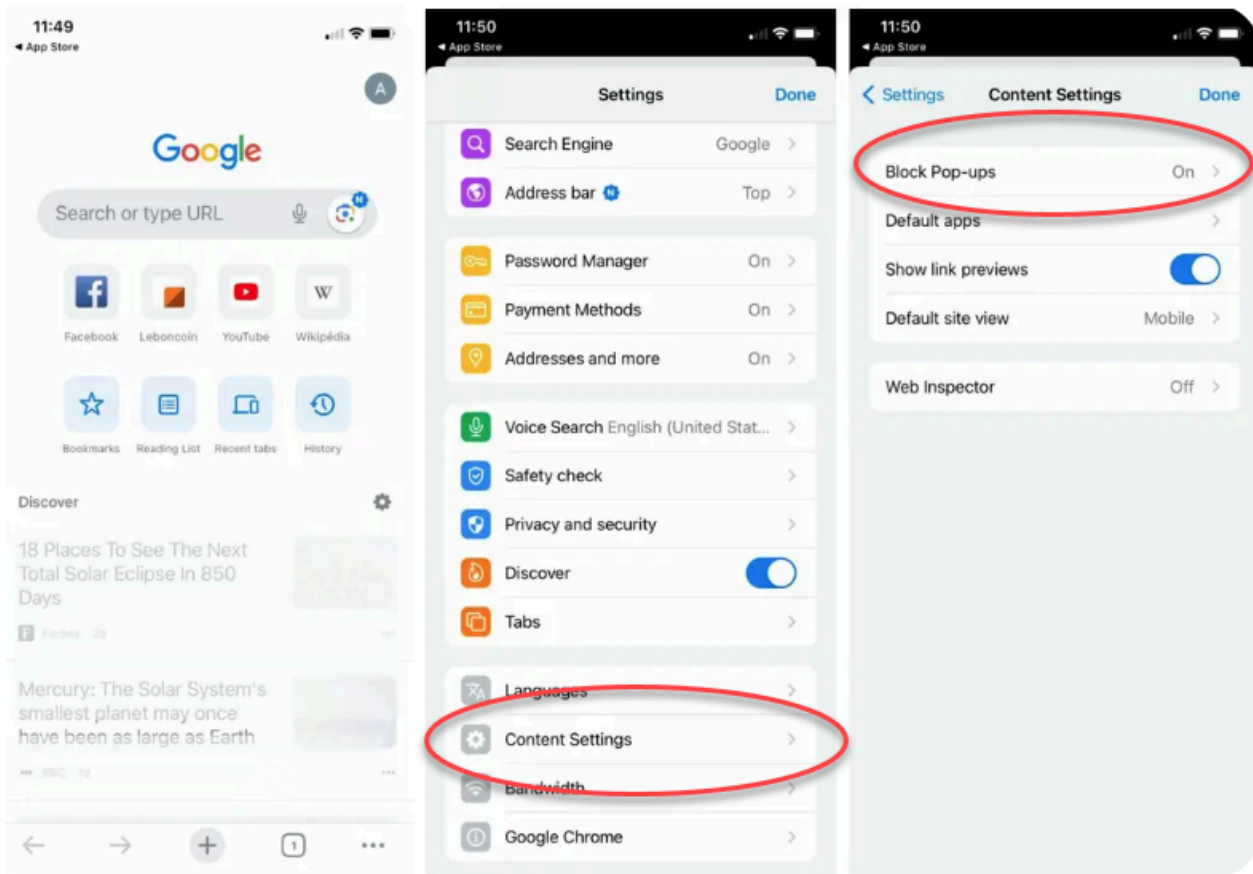 11:49
App Store
A
Google
Search or type URL
Facebook
Leboncoin
YouTube
W
Wikipédia
Bookmarks
Reading List
Recent tabs
History
Discover
18 Places To See The Next
Total Solar Eclipse In 850
Days
Forbes 2d
Mercury: The Solar System's
smallest planet may once
have been as large as Earth
BBC 1d
1
11:50
App Store
Settings
Done
Search Engine Google
Address bar N Top
Password Manager On
Payment Methods On
Addresses and more On
Voice Search English (United Stat...
Safety check
Privacy and security
Discover
Tabs
Languages
Content Settings
Bandwidth
Google Chrome
11:50
App Store
Settings
Content Settings
Done
Block Pop-ups On
Default apps
Show link previews
Default site view Mobile
Web Inspector Off